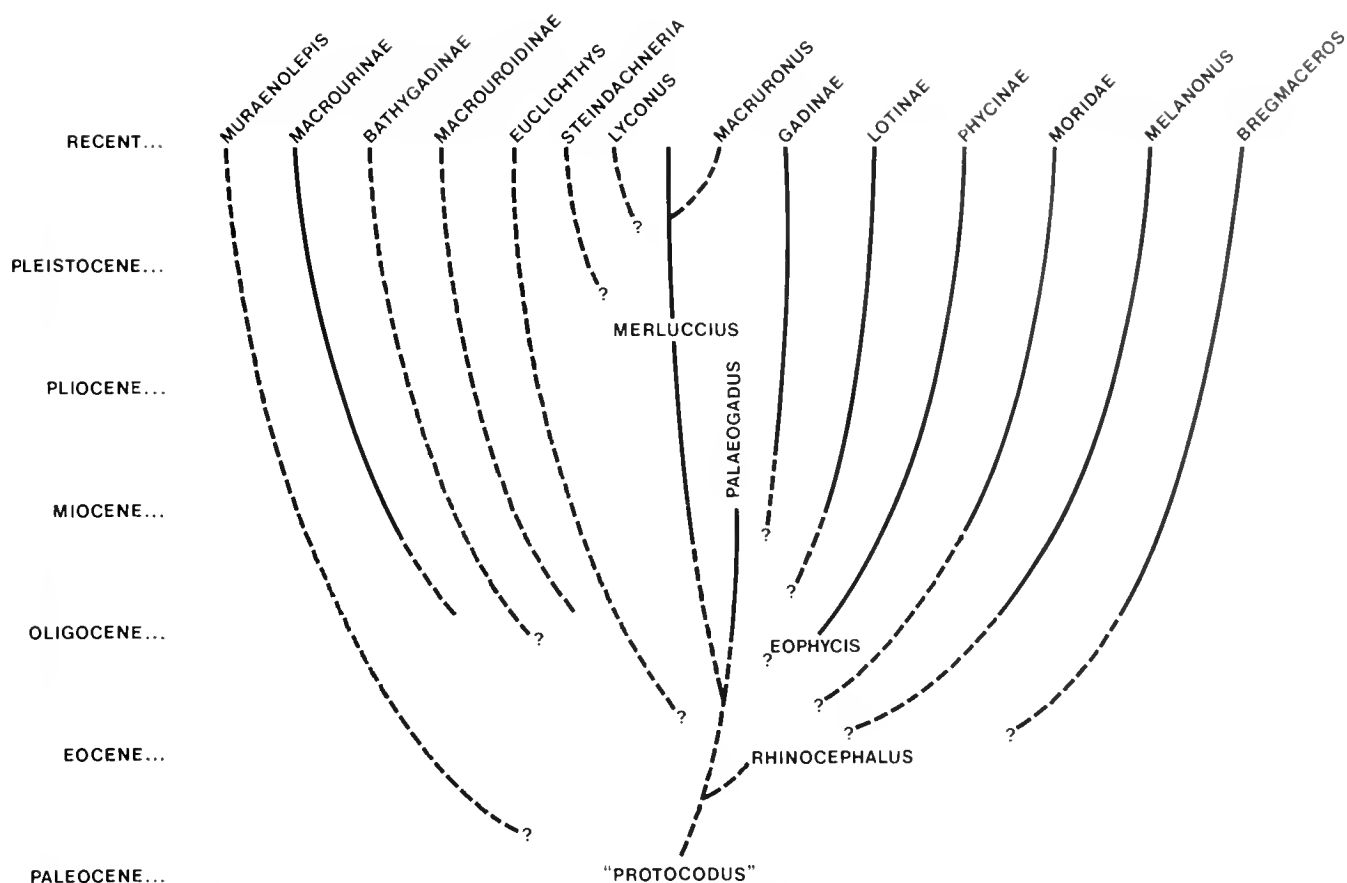 MURAENOLEPIS
MACROURINAE
BATHYGADINAE
MACROUROIDINAE
EUCLICHTHYS
STEINDACHNERIA
LYCONUS
MACRURONUS
GADINAE
LOTINAE
PHYCINAE
MORIDAE
MELANONUS
BREGMACEROS
RECENT...
?
PLEISTOCENE...
?
MERLUCCIUS
PLIOCENE...
PALAEOGADUS
MIOCENE...
?
?
OLIGOCENE...
?
EOPHYCIS
?
?
?
?
?
EOCENE...
RHINOCEPHALUS
?
PALEOCENE...
"PROTOCODUS"